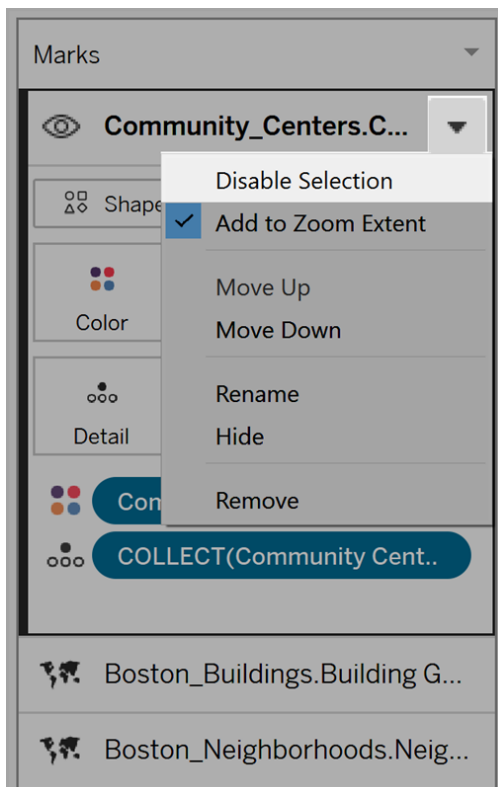 Marks
Community_Centers.C...
Disable Selection
Shape
Add to Zoom Extent
Color
Move Up
Move Down
Detail
Rename
Hide
Com
Remove
COLLECT(Community Cent..
Boston_Buildings.Building G...
Boston_Neighborhoods.Neig...